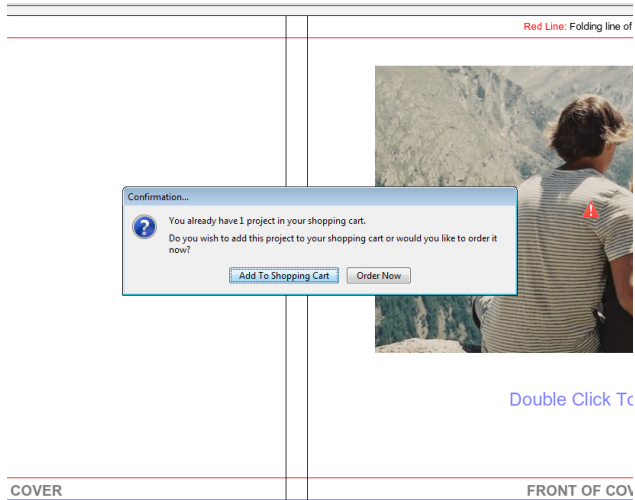 Red Line: Folding line of
Confirmation...
You already have 1 project in your shopping cart.
Do you wish to add this project to your shopping cart or would you like to order it
now?
Add To Shopping Cart
Order Now
Double Click To
COVER
FRONT OF COV